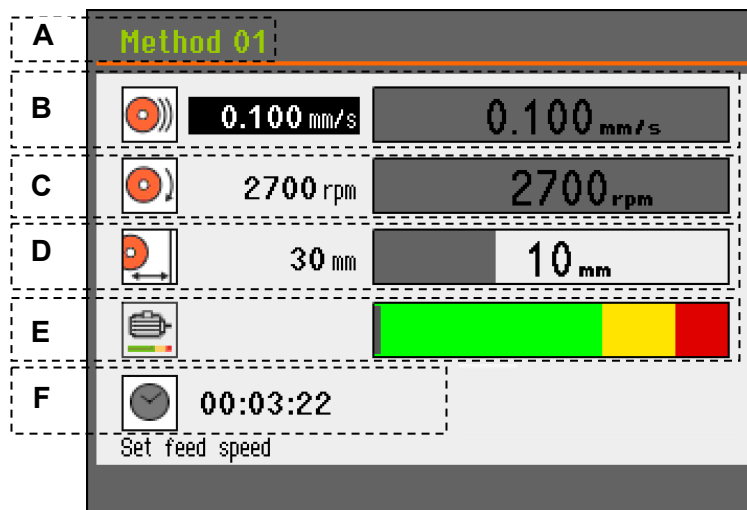 A Method 01
B 0.100 mm/s 0.100 mm/s
C 2700 rpm 2700 rpm
D 30 mm 10 mm
E
F 00:03:22
Set feed speed